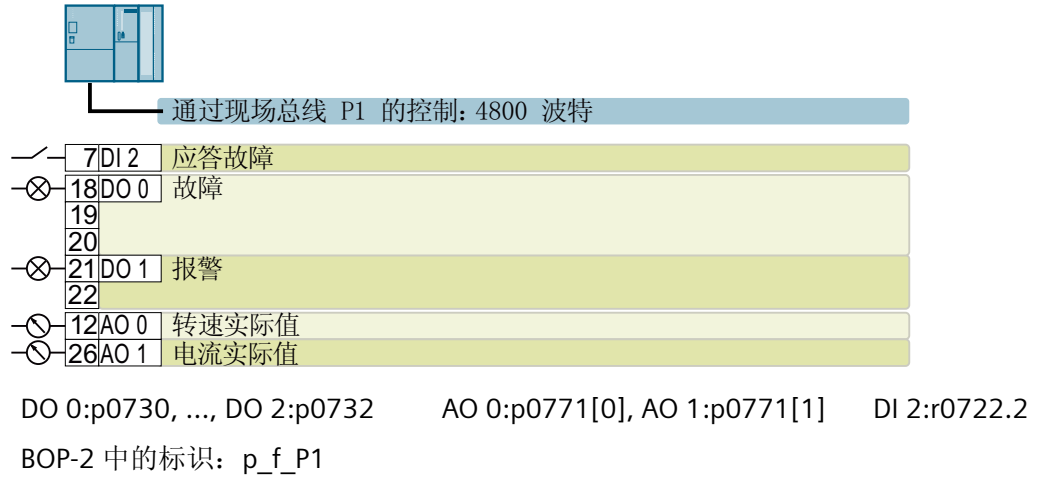 通过现场总线 P1 的控制: 4800 波特
7 DI 2 应答故障
18 DO 0 故障
19
20
21 DO 1 报警
22
12 AO 0 转速实际值
26 AO 1 电流实际值
DO 0:p0730, ..., DO 2:p0732 AO 0:p0771[0], AO 1:p0771[1] DI 2:r0722.2
BOP-2 中的标识：p_f_P1